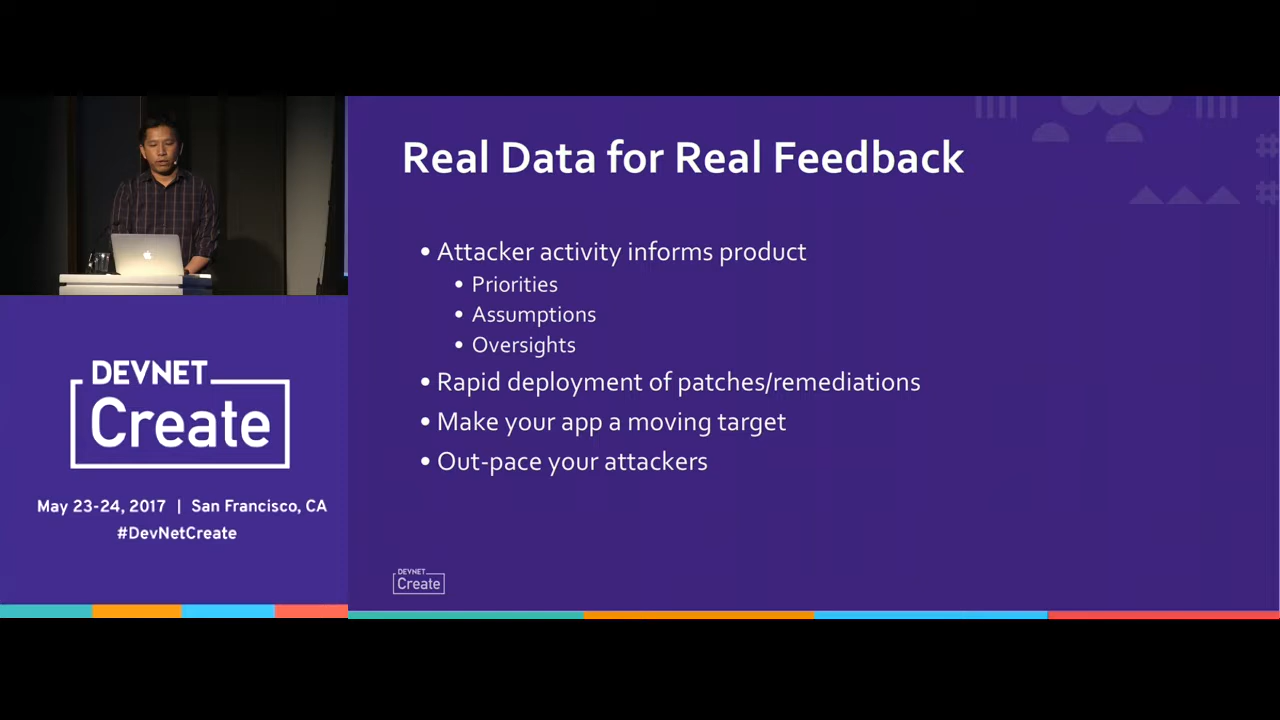 Real Data for Real Feedback
• Attacker activity informs product
• Priorities
• Assumptions
• Oversights
• Rapid deployment of patches/remediations
• Make your app a moving target
• Out-pace your attackers
DEVNET
Create
May 23-24, 2017 | San Francisco, CA
#DevNetCreate
DEVNET
Create